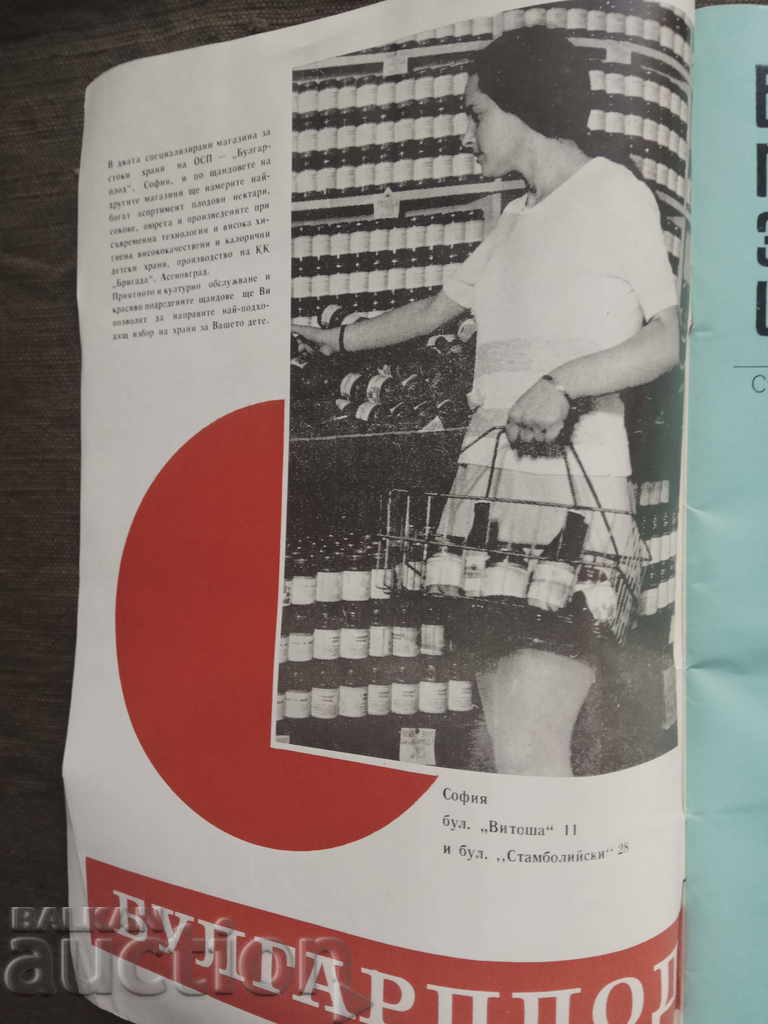 В двата специализирани магазина за
стоки храни на ОСП — „Булгар-
плод", София, и по щандовете на
другите магазини ще намерите най-
богат асортимент плодови нектари,
сокове, пюрета и произведените при
съвременна технология и висока хи-
гиена висококачествени и калорични
детски храни, производство на КК
„Бригада", Асеновград.
Приятното и културно обслужване и
красиво подредените щандове ще Ви
позволят да направите най-подхо-
дящ избор на храни за Вашето дете.
София
бул. „Витоша" 11
и бул. „Стамболийски" 28
БУЛГАРПЛОД
BALKAN
auction
С